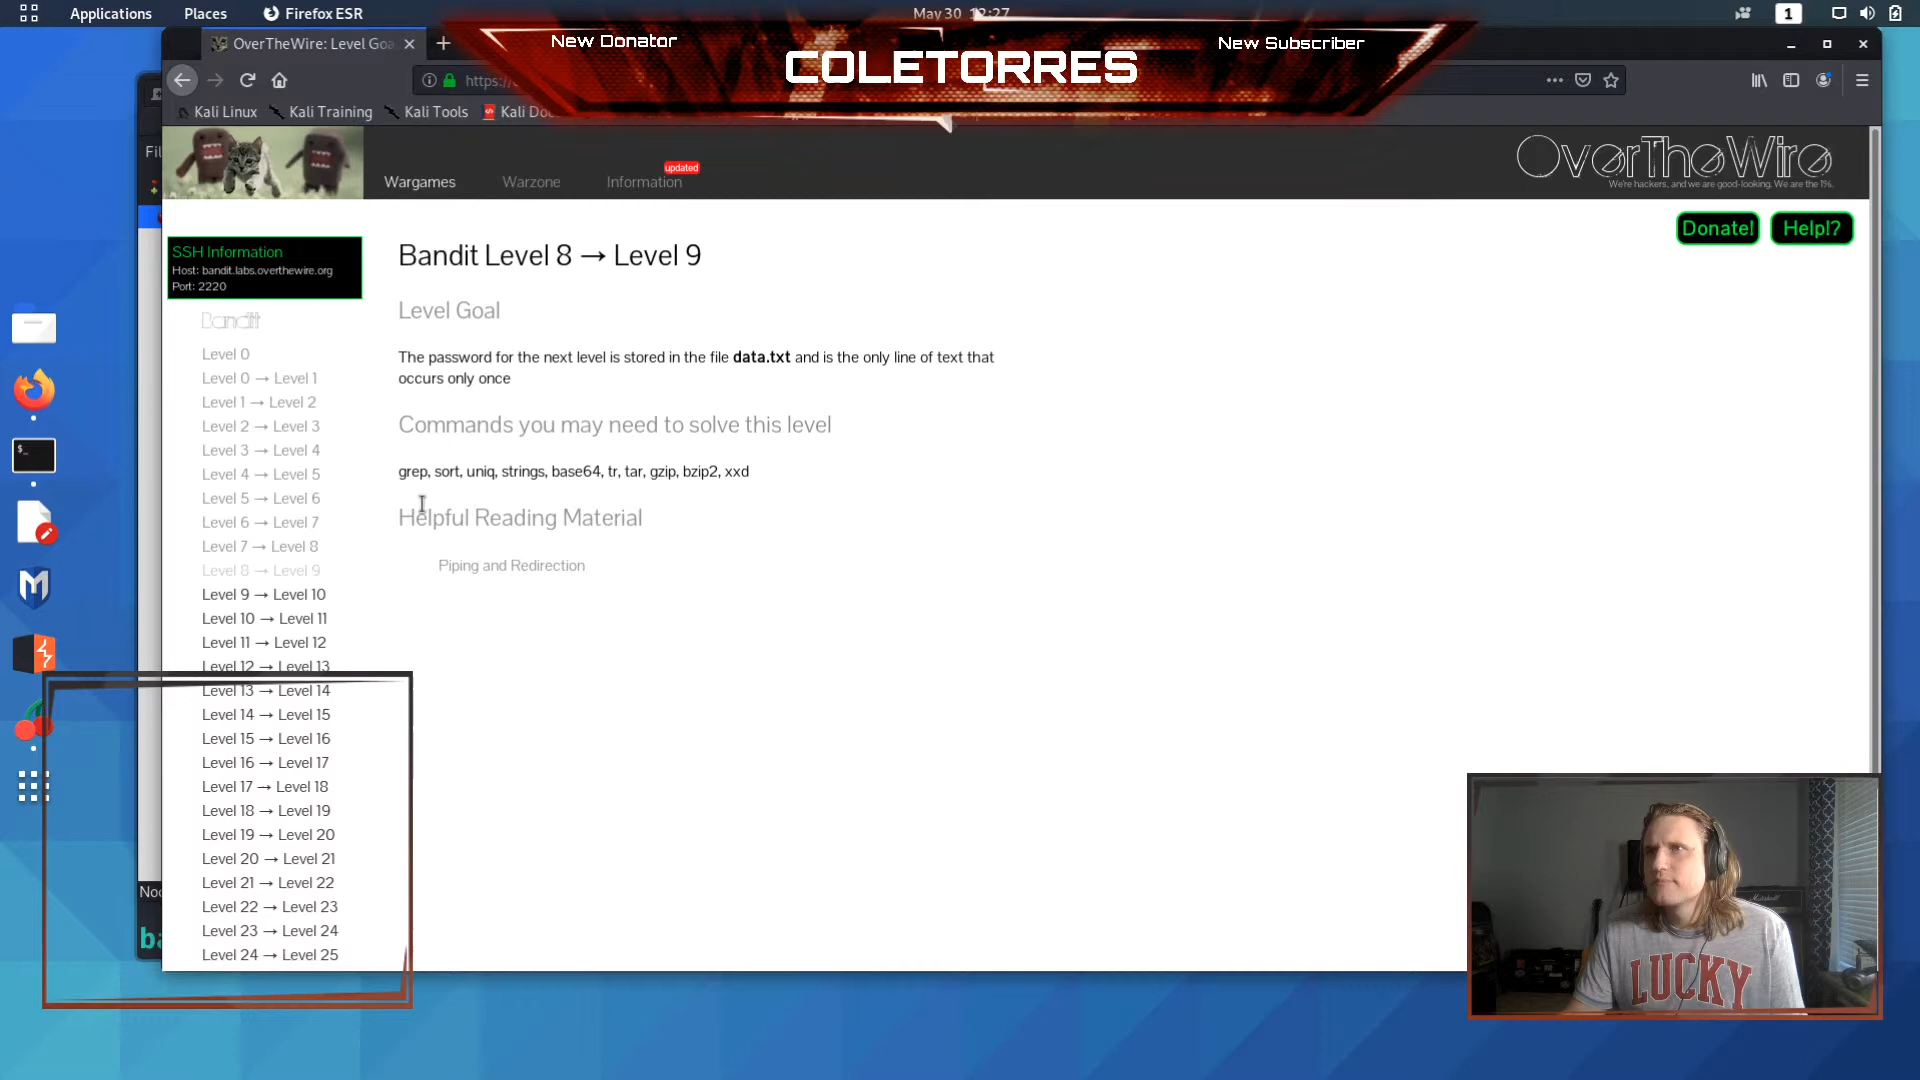 Applications Places Firefox ESR May 30 12:27 1
OverTheWire: Level Goa
New Donator
COLETORRES
New Subscriber
https://
Kali Linux Kali Training Kali Tools Kali Doc
Fil
Wargames Warzone Information updated
OverTheWire
We're hackers, and we are good-looking. We are the 1%.
Donate! Help!?
SSH Information
Host: bandit.labs.overthewire.org
Port: 2220
Bandit
Level 0
Level 0 → Level 1
Level 1 → Level 2
Level 2 → Level 3
Level 3 → Level 4
Level 4 → Level 5
Level 5 → Level 6
Level 6 → Level 7
Level 7 → Level 8
Level 8 → Level 9
Level 9 → Level 10
Level 10 → Level 11
Level 11 → Level 12
Level 12 → Level 13
Level 13 → Level 14
Level 14 → Level 15
Level 15 → Level 16
Level 16 → Level 17
Level 17 → Level 18
Level 18 → Level 19
Level 19 → Level 20
Level 20 → Level 21
Level 21 → Level 22
Level 22 → Level 23
Level 23 → Level 24
Level 24 → Level 25
Bandit Level 8 → Level 9
Level Goal
The password for the next level is stored in the file data.txt and is the only line of text that
occurs only once
Commands you may need to solve this level
grep, sort, uniq, strings, base64, tr, tar, gzip, bzip2, xxd
Helpful Reading Material
Piping and Redirection
Noo
ba
LUCKY